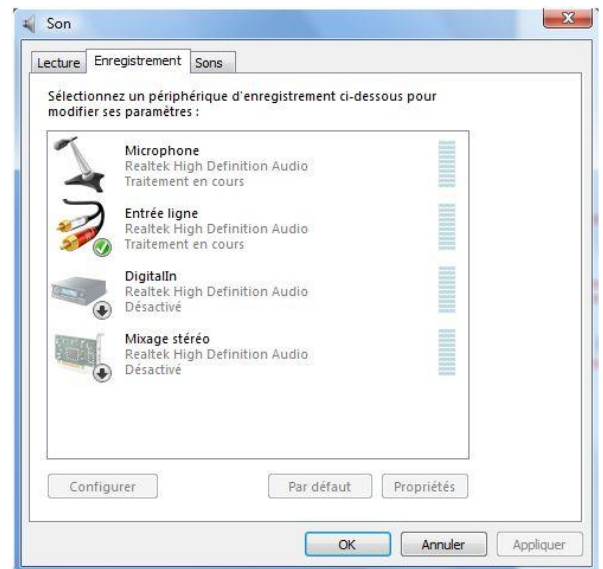 Son
Lecture Enregistrement Sons
Sélectionnez un périphérique d'enregistrement ci-dessous pour
modifier ses paramètres :
Microphone
Realtek High Definition Audio
Traitement en cours
Entrée ligne
Realtek High Definition Audio
Traitement en cours
DigitalIn
Realtek High Definition Audio
Désactivé
Mixage stéréo
Realtek High Definition Audio
Désactivé
Configurer Par défaut Propriétés
OK Annuler Appliquer